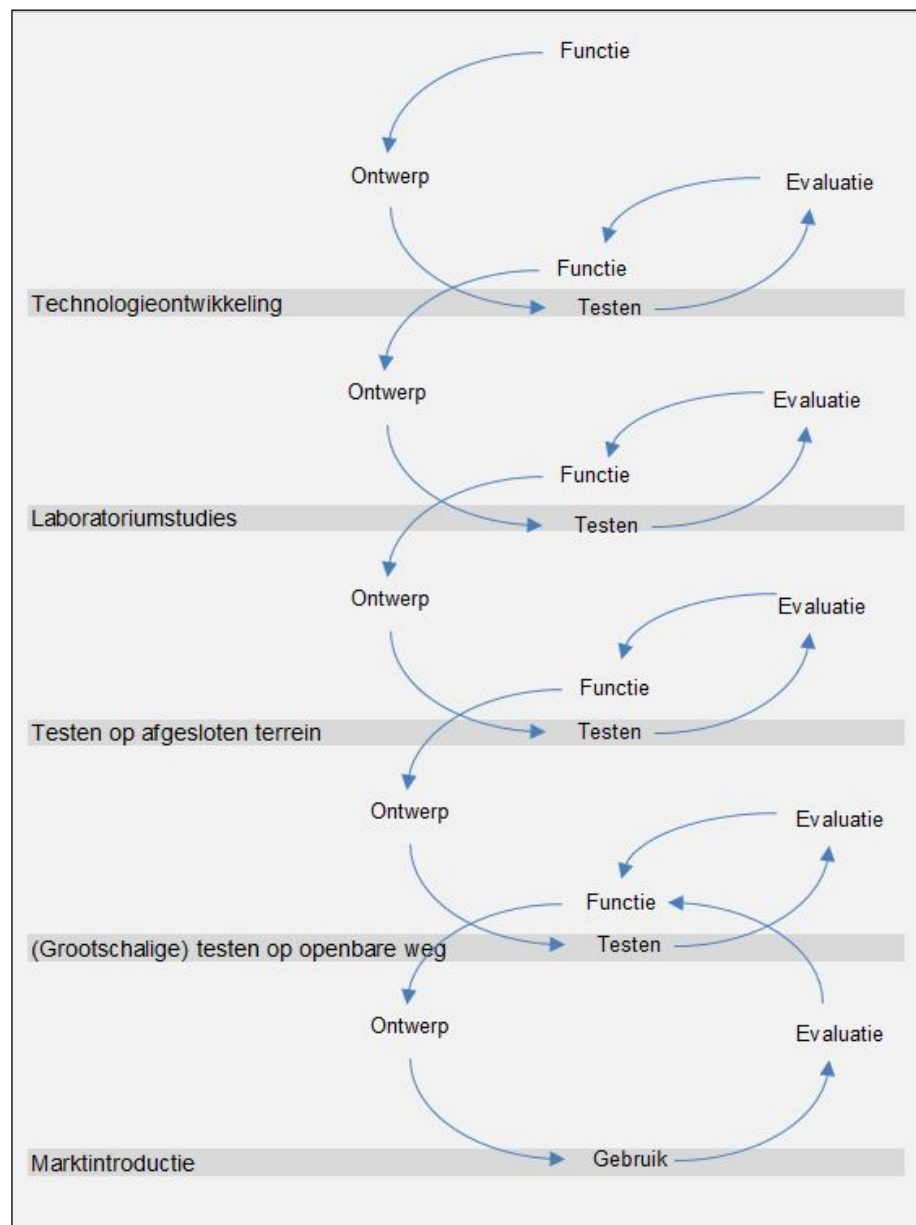 Functie
Ontwerp
Evaluatie
Functie
Technologieontwikkeling
Testen
Ontwerp
Evaluatie
Functie
Laboratoriumstudies
Testen
Ontwerp
Evaluatie
Functie
Testen op afgesloten terrein
Testen
Ontwerp
Evaluatie
Functie
(Grootschalige) testen op openbare weg
Testen
Ontwerp
Evaluatie
Marktintroductie
Gebruik